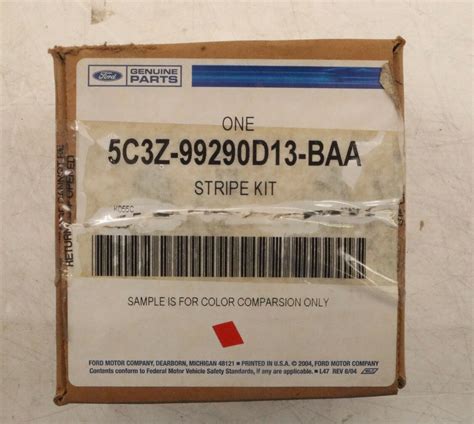 Ford
GENUINE
PARTS
ONE
5C3Z-99290D13-BAA
STRIPE KIT
SAMPLE IS FOR COLOR COMPARSION ONLY
FORD MOTOR COMPANY, DEARBORN, MICHIGAN 48121 ▪ PRINTED IN U.S.A. © 2004, FORD MOTOR COMPANY
Contents conform to Federal Motor Vehicle Safety Standards, if any are applicable. ▪ L47 REV 8/04